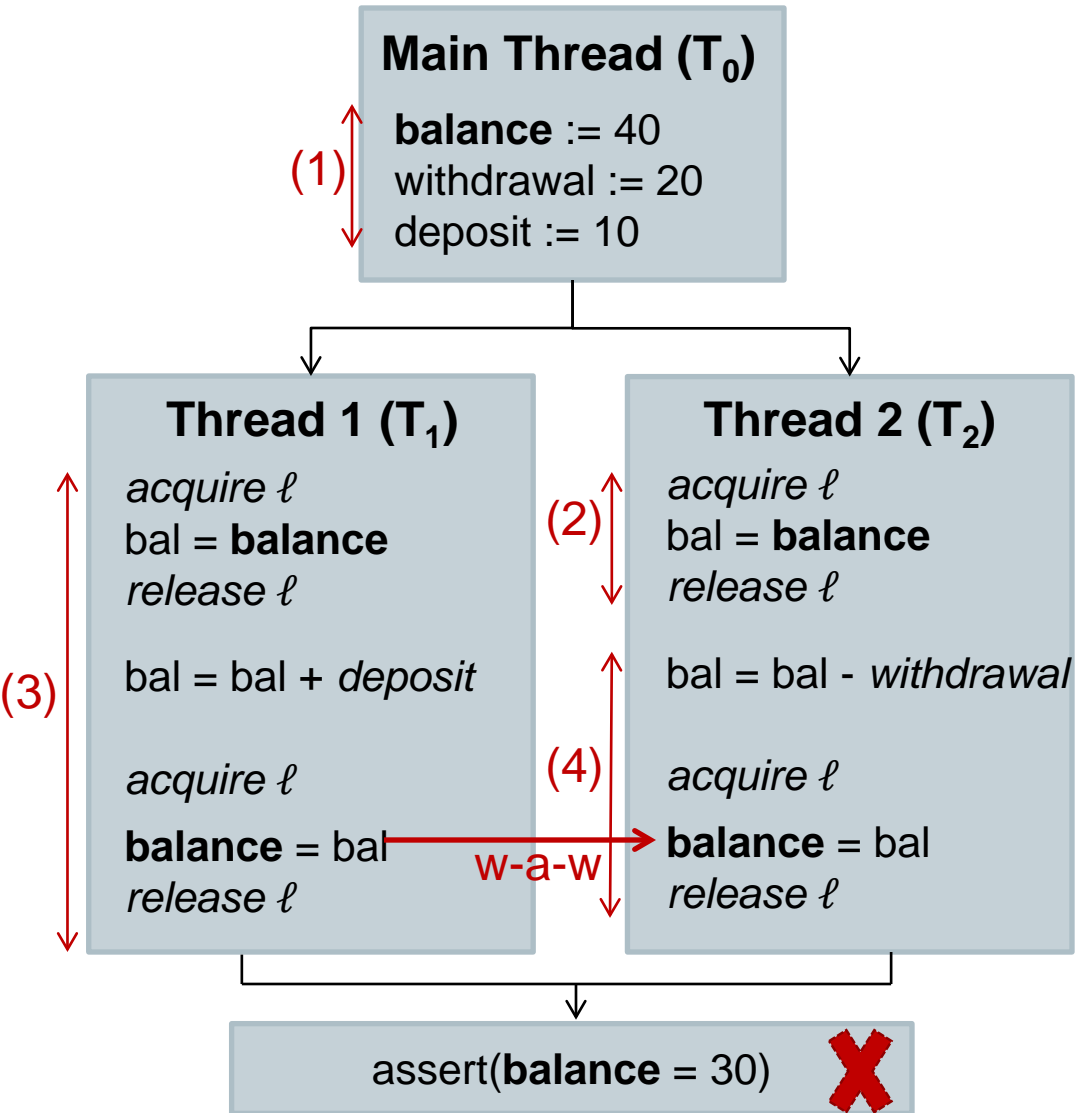 Main Thread (T₀)
(1)
balance := 40
withdrawal := 20
deposit := 10
Thread 1 (T₁)
(3)
acquire ℓ
bal = balance
release ℓ
bal = bal + deposit
acquire ℓ
balance = bal
release ℓ
w-a-w
Thread 2 (T₂)
(2)
acquire ℓ
bal = balance
release ℓ
(4)
bal = bal - withdrawal
acquire ℓ
balance = bal
release ℓ
assert(balance = 30)